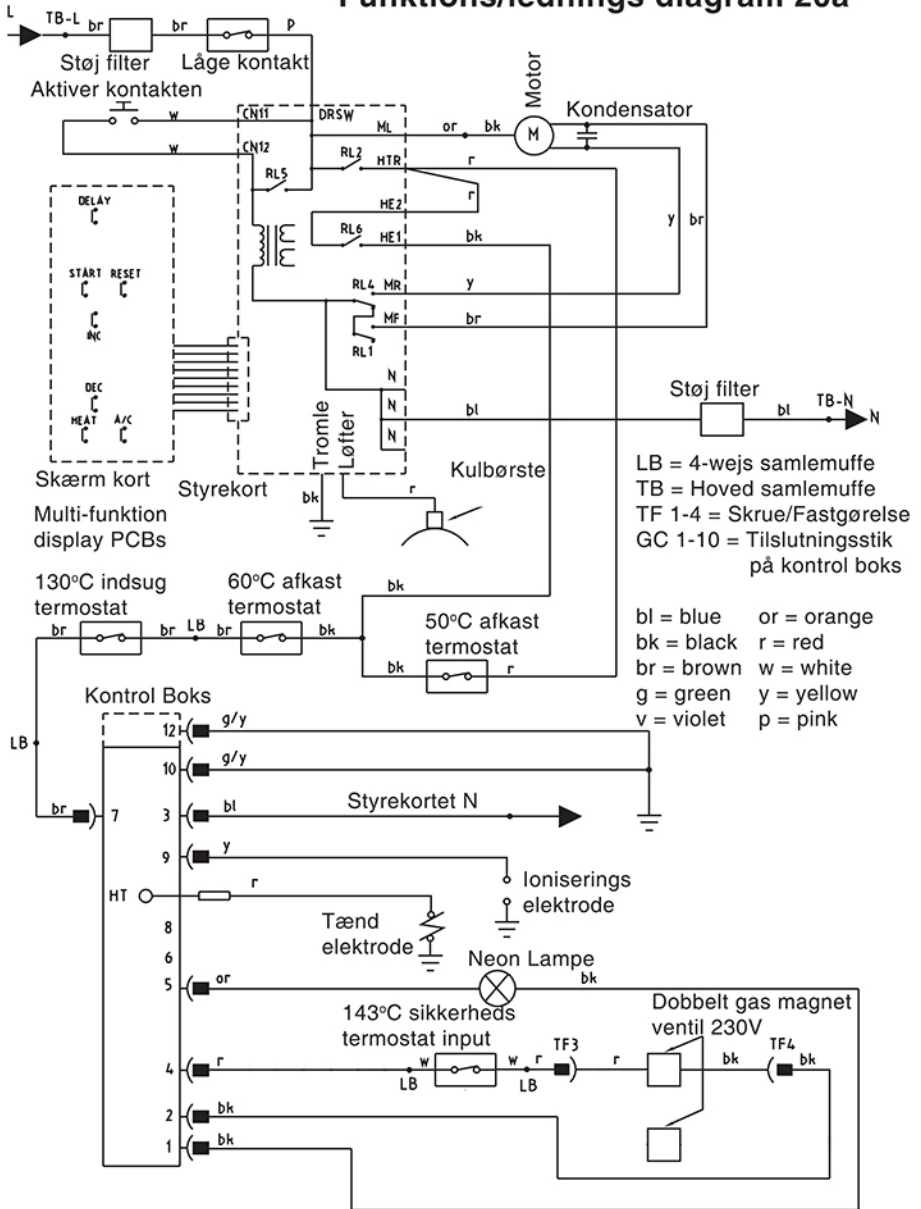 Funktions/lednings diagram 20a
L
TB-L br br p
Støj filter Låge kontakt
Aktiver kontakten
w
w
CN11 DRSW
CN12
ML or bk
Motor
M
Kondensator
RL2 HTR r
RL5
r
HE2
RL6 HE1 bk
y br
RL4 MR y
MF br
RL1
DELAY
START RESET
INC
DEC
HEAT A/C
Skærm kort
Multi-funktion
display PCBs
Styrekort
N
N
N
bl
Støj filter
bl TB-N N
Tromle
Løfter
bk
r
Kulbørste
LB = 4-wejs samlemuffe
TB = Hoved samlemuffe
TF 1-4 = Skrue/Fastgørelse
GC 1-10 = Tilslutningsstik
på kontrol boks
bl = blue or = orange
bk = black r = red
br = brown w = white
g = green y = yellow
v = violet p = pink
130°C indsug
termostat
60°C afkast
termostat
bk
50°C afkast
termostat
br br LB br bk
bk r
Kontrol Boks
LB
12 g/y
10 g/y
br 7
3 bl Styrekortet N
9 y
Ioniserings
elektrode
HT r
Tænd
elektrode
8
6
5 or
Neon Lampe
bk
143°C sikkerheds
termostat input
Dobbelt gas magnet
ventil 230V
4 r w w r TF3 r bk TF4 bk
LB LB
2 bk
1 bk